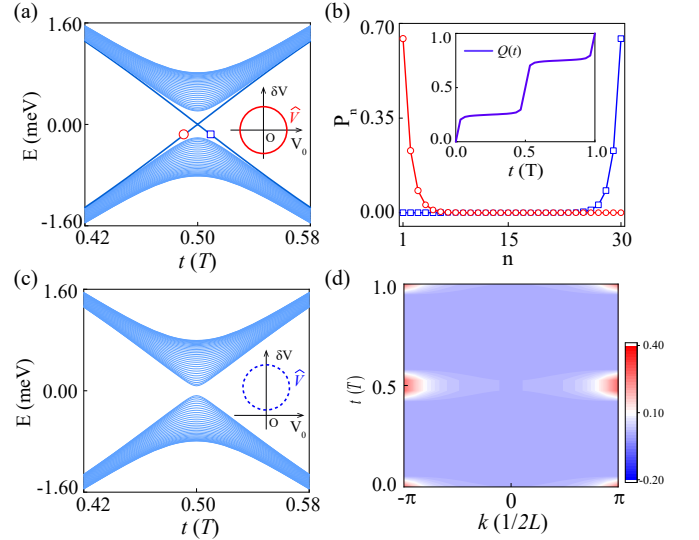 (a)
1.60
0.00
-1.60
E (meV)
δV
V̂
O
V₀
0.42
0.50
0.58
t (T)
(b)
0.70
0.35
0.00
Pₙ
1.0
0.5
0.0
Q(t)
0.0
0.5
1.0
t (T)
1
15
30
n
(c)
1.60
0.00
-1.60
E (meV)
δV
V̂
O
V₀
0.42
0.50
0.58
t (T)
(d)
1.0
0.5
0.0
t (T)
-π
0
π
k (1/2L)
0.40
0.10
-0.20